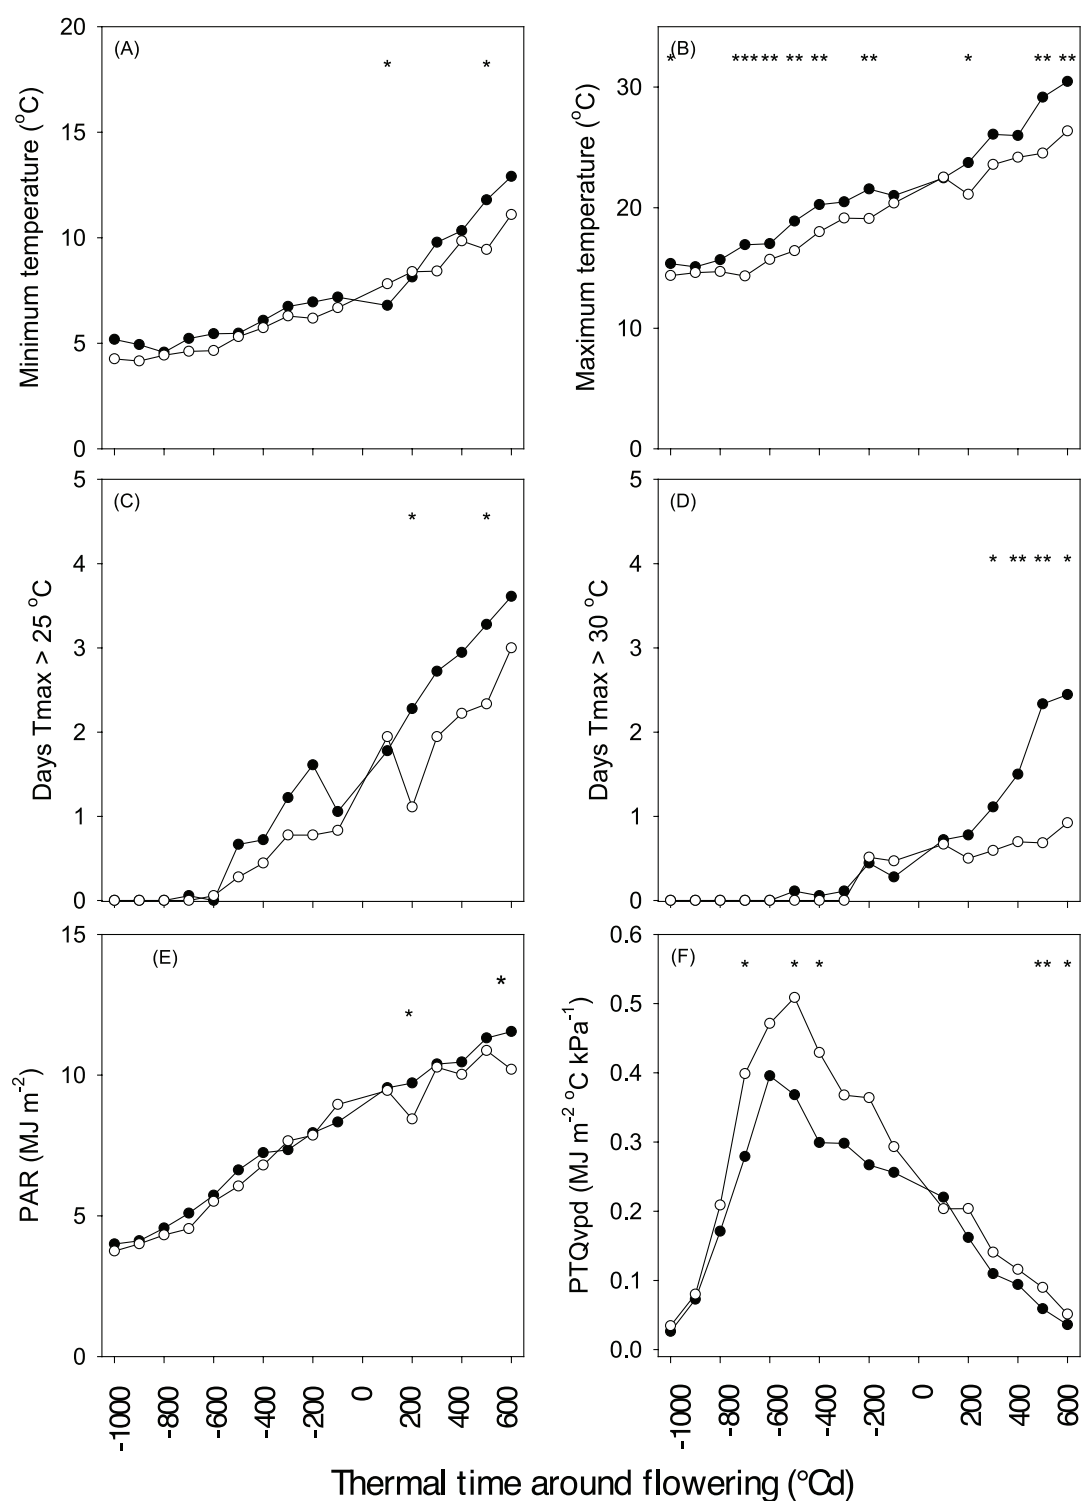 (A)
Minimum temperature (°C)
20
15
10
5
0
* *
(B)
Maximum temperature (°C)
30
20
10
0
* *** ** ** ** ** * ** **
(C)
Days Tmax > 25 °C
5
4
3
2
1
0
* *
(D)
Days Tmax > 30 °C
5
4
3
2
1
0
* ** ** *
(E)
PAR (MJ m⁻²)
15
10
5
0
* *
-1000 -800 -600 -400 -200 0 200 400 600
(F)
PTQvpd (MJ m⁻² °C kPa⁻¹)
0.6
0.5
0.4
0.3
0.2
0.1
0.0
* * * ** *
-1000 -800 -600 -400 -200 0 200 400 600
Thermal time around flowering (°Cd)